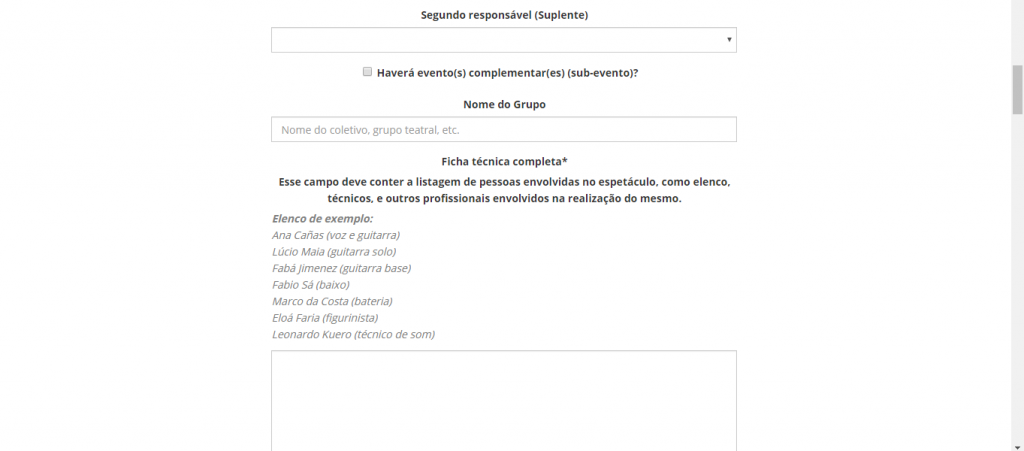 Segundo responsável (Suplente)
Haverá evento(s) complementar(es) (sub-evento)?
Nome do Grupo
Nome do coletivo, grupo teatral, etc.
Ficha técnica completa*
Esse campo deve conter a listagem de pessoas envolvidas no espetáculo, como elenco,
técnicos, e outros profissionais envolvidos na realização do mesmo.
Elenco de exemplo:
Ana Cañas (voz e guitarra)
Lúcio Maia (guitarra solo)
Fabá Jimenez (guitarra base)
Fabio Sá (baixo)
Marco da Costa (bateria)
Eloá Faria (figurinista)
Leonardo Kuero (técnico de som)